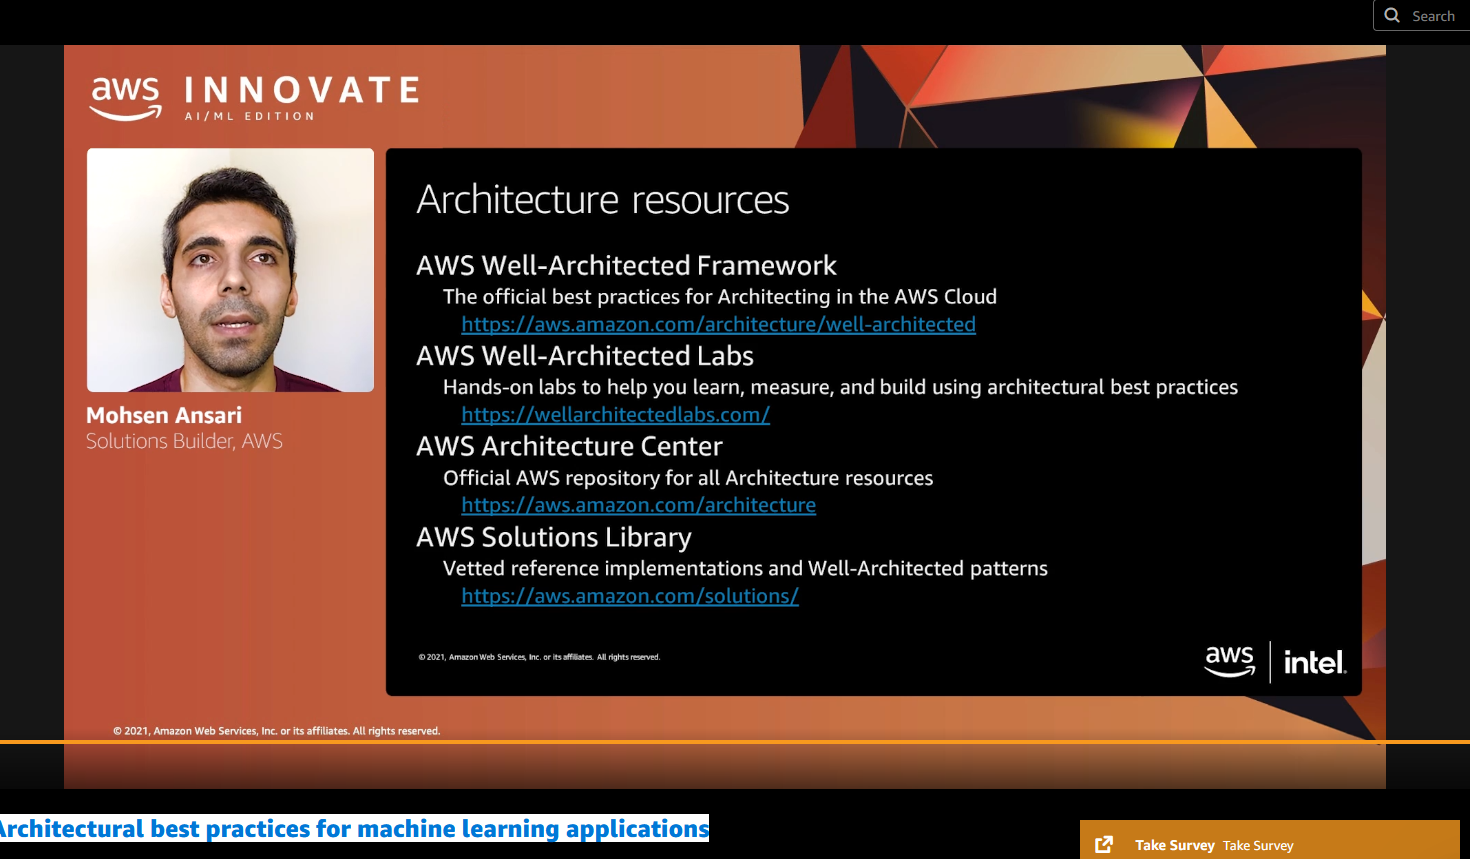 Search
aws INNOVATE
AI/ML EDITION
Architecture resources
AWS Well-Architected Framework
The official best practices for Architecting in the AWS Cloud
https://aws.amazon.com/architecture/well-architected
AWS Well-Architected Labs
Hands-on labs to help you learn, measure, and build using architectural best practices
https://wellarchitectedlabs.com/
AWS Architecture Center
Official AWS repository for all Architecture resources
https://aws.amazon.com/architecture
AWS Solutions Library
Vetted reference implementations and Well-Architected patterns
https://aws.amazon.com/solutions/
© 2021, Amazon Web Services, Inc. or its affiliates. All rights reserved.
aws intel.
Mohsen Ansari
Solutions Builder, AWS
© 2021, Amazon Web Services, Inc. or its affiliates. All rights reserved.
Architectural best practices for machine learning applications
Take Survey Take Survey